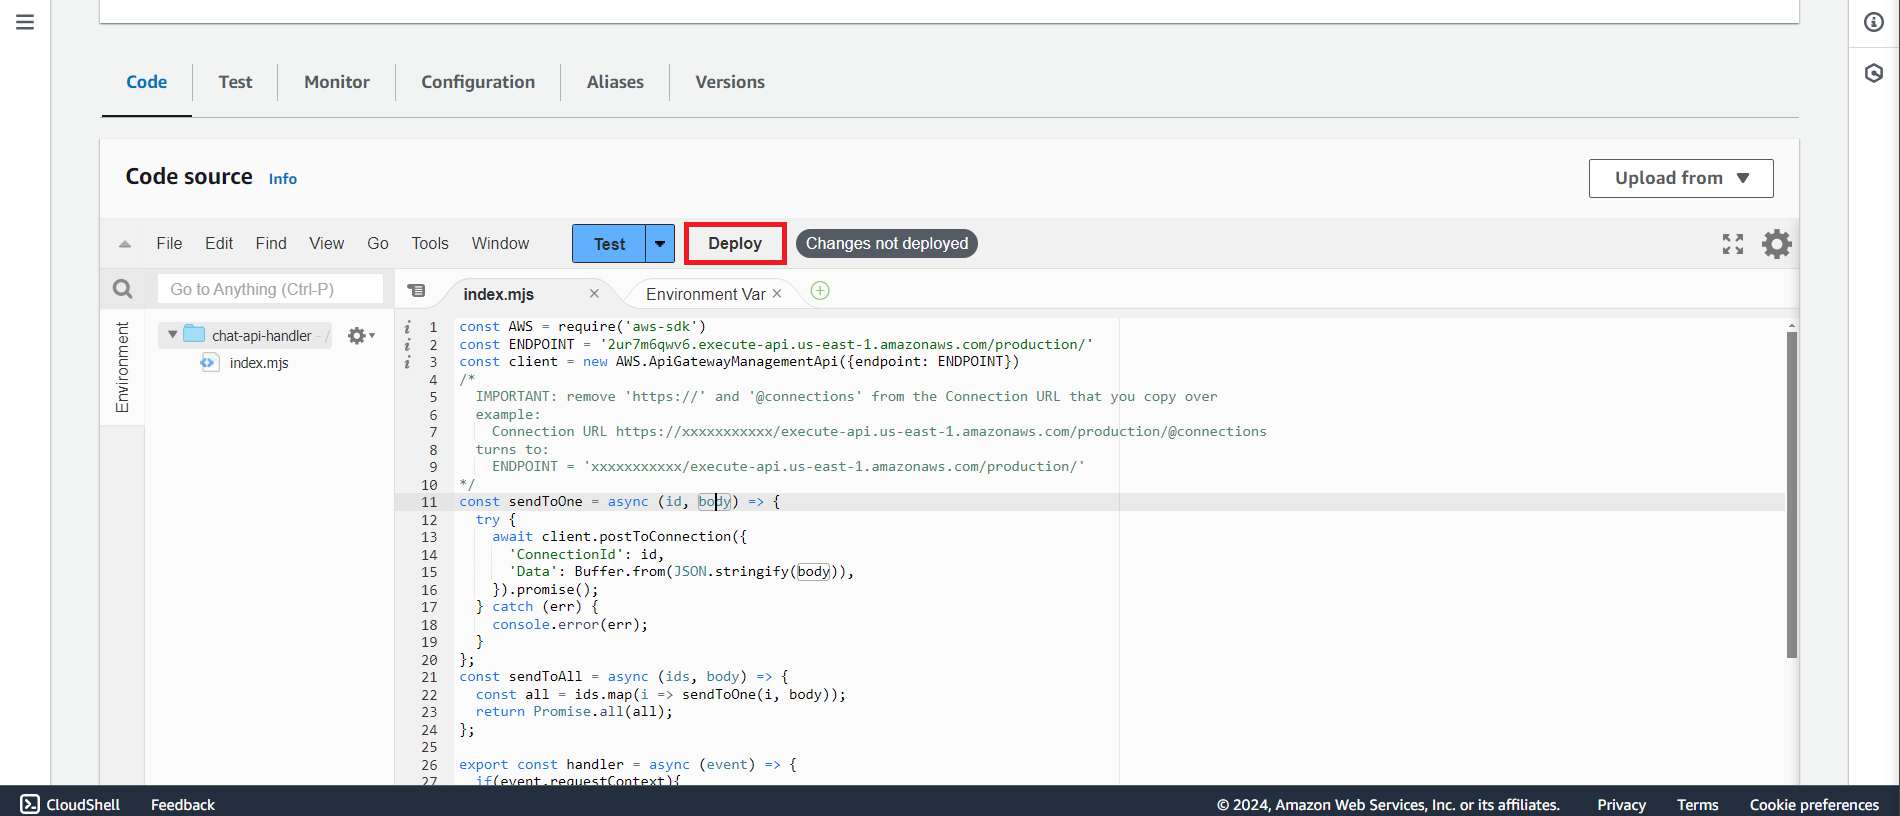 Code Test Monitor Configuration Aliases Versions
Code source Info
Upload from
File Edit Find View Go Tools Window
Test Deploy Changes not deployed
Go to Anything (Ctrl-P)
index.mjs Environment Var
Environment
chat-api-handler - /
index.mjs
1 const AWS = require('aws-sdk')
2 const ENDPOINT = '2ur7m6qwv6.execute-api.us-east-1.amazonaws.com/production/'
3 const client = new AWS.ApiGatewayManagementApi({endpoint: ENDPOINT})
4 /*
5 IMPORTANT: remove 'https://' and '@connections' from the Connection URL that you copy over
6 example:
7 Connection URL https://xxxxxxxxxxx/execute-api.us-east-1.amazonaws.com/production/@connections
8 turns to:
9 ENDPOINT = 'xxxxxxxxxxx/execute-api.us-east-1.amazonaws.com/production/'
10 */
11 const sendToOne = async (id, body) => {
12 try {
13 await client.postToConnection({
14 'ConnectionId': id,
15 'Data': Buffer.from(JSON.stringify(body)),
16 }).promise();
17 } catch (err) {
18 console.error(err);
19 }
20 };
21 const sendToAll = async (ids, body) => {
22 const all = ids.map(i => sendToOne(i, body));
23 return Promise.all(all);
24 };
25
26 export const handler = async (event) => {
27 if(event.requestContext){
CloudShell Feedback © 2024, Amazon Web Services, Inc. or its affiliates. Privacy Terms Cookie preferences